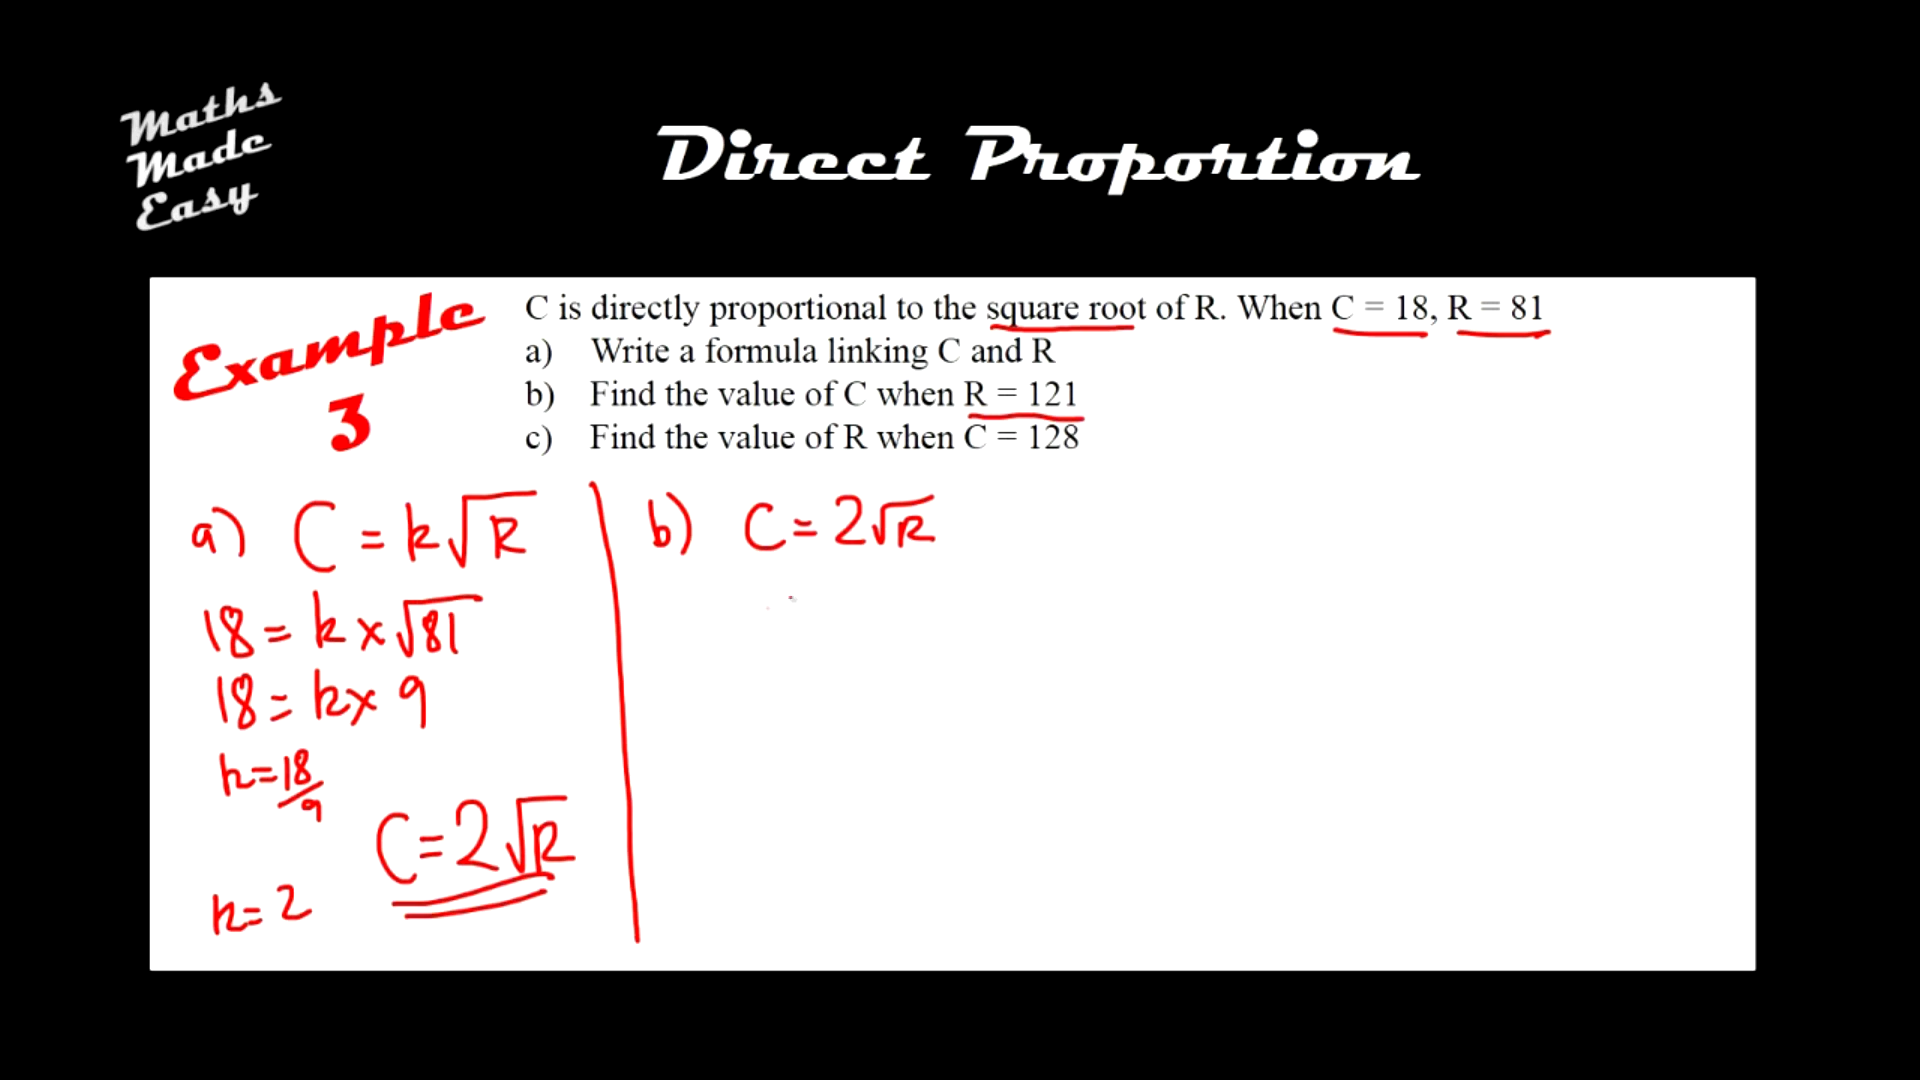 Maths
Made
Easy
Direct Proportion
Example
3
C is directly proportional to the square root of R. When C = 18, R = 81
a) Write a formula linking C and R
b) Find the value of C when R = 121
c) Find the value of R when C = 128
a) C = k√R
18 = k × √81
18 = k × 9
k = 18/9
k = 2
C = 2√R
b) C = 2√R